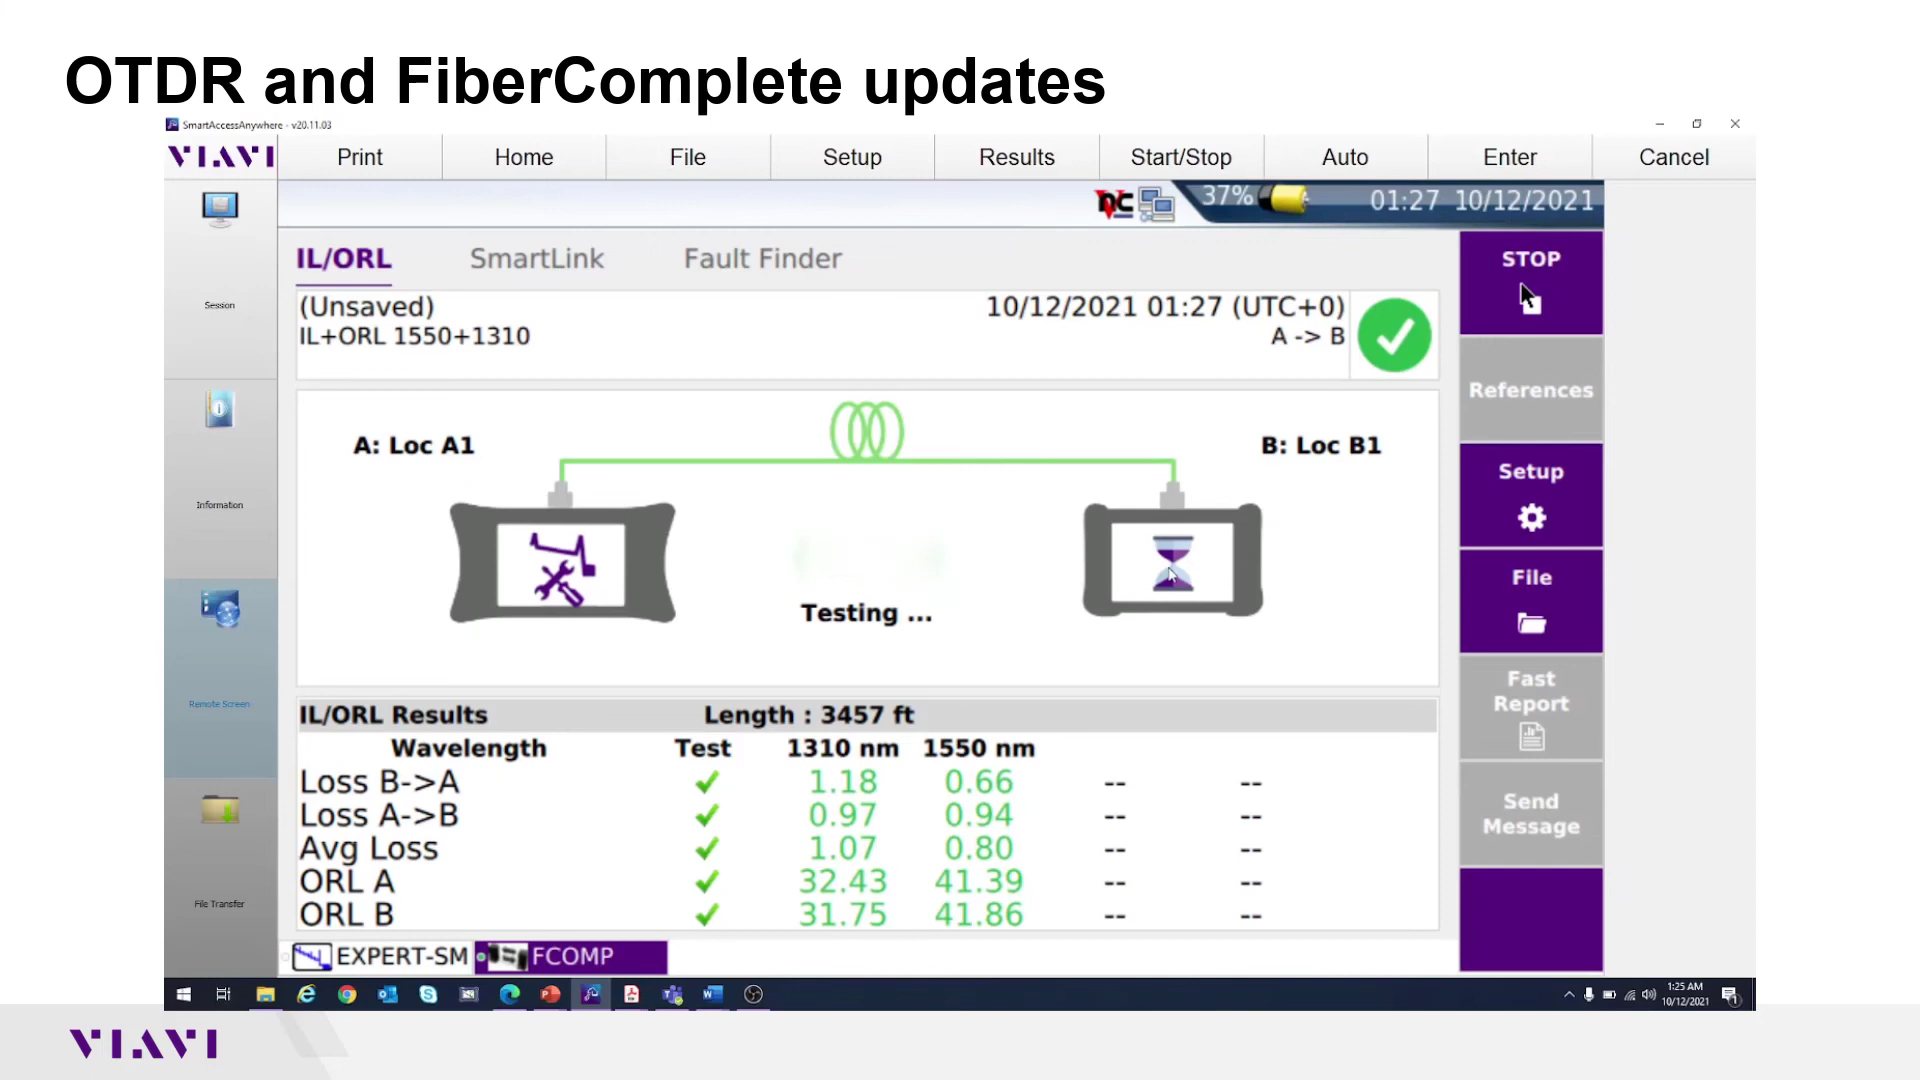 OTDR and FiberComplete updates
SmartAccessAnywhere - v20.11.03
VIAVI Print Home File Setup Results Start/Stop Auto Enter Cancel
37% 01:27 10/12/2021
Session
Information
Remote Screen
File Transfer
IL/ORL SmartLink Fault Finder
(Unsaved) 10/12/2021 01:27 (UTC+0)
IL+ORL 1550+1310 A -> B
A: Loc A1 B: Loc B1
Testing ...
IL/ORL Results Length : 3457 ft
Wavelength Test 1310 nm 1550 nm
Loss B->A 1.18 0.66 -- --
Loss A->B 0.97 0.94 -- --
Avg Loss 1.07 0.80 -- --
ORL A 32.43 41.39 -- --
ORL B 31.75 41.86 -- --
EXPERT-SM FCOMP
STOP
References
Setup
File
Fast
Report
Send
Message
1:25 AM
10/12/2021
1
VIAVI